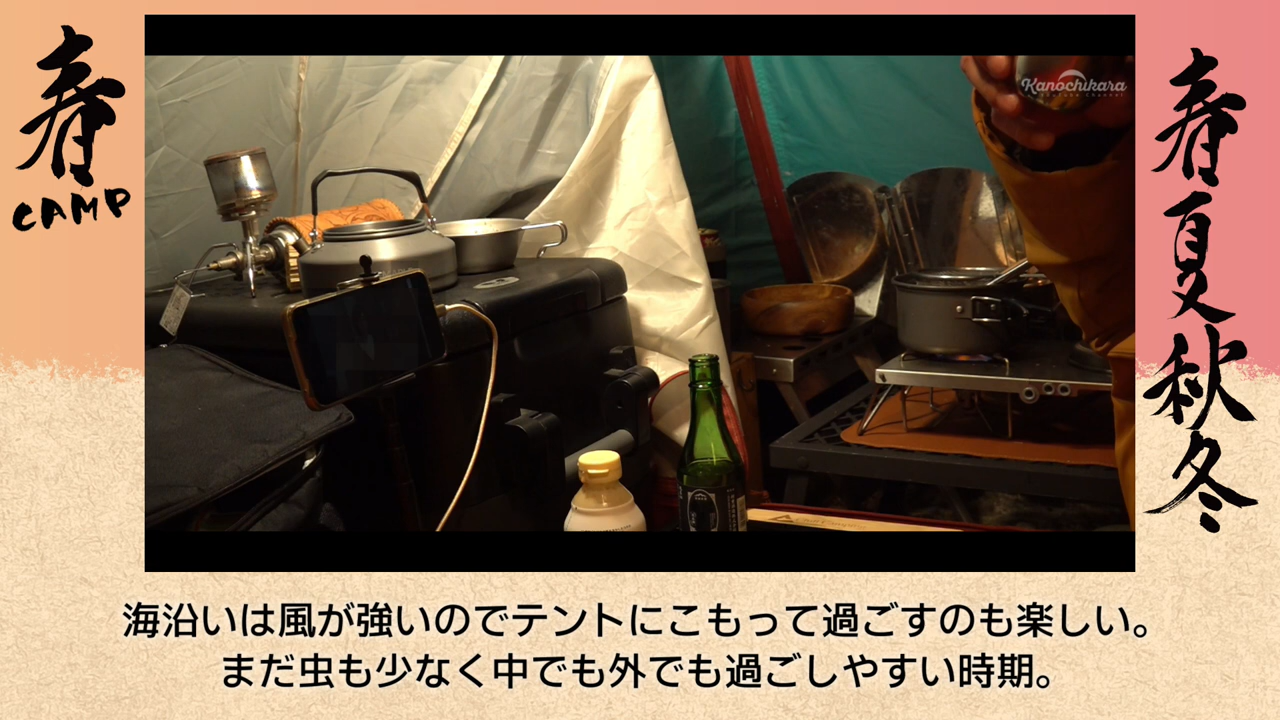 春
CAMP
Kanochikara
YouTube Channel
春夏秋冬
海沿いは風が強いのでテントにこもって過ごすのも楽しい。
まだ虫も少なく中でも外でも過ごしやすい時期。